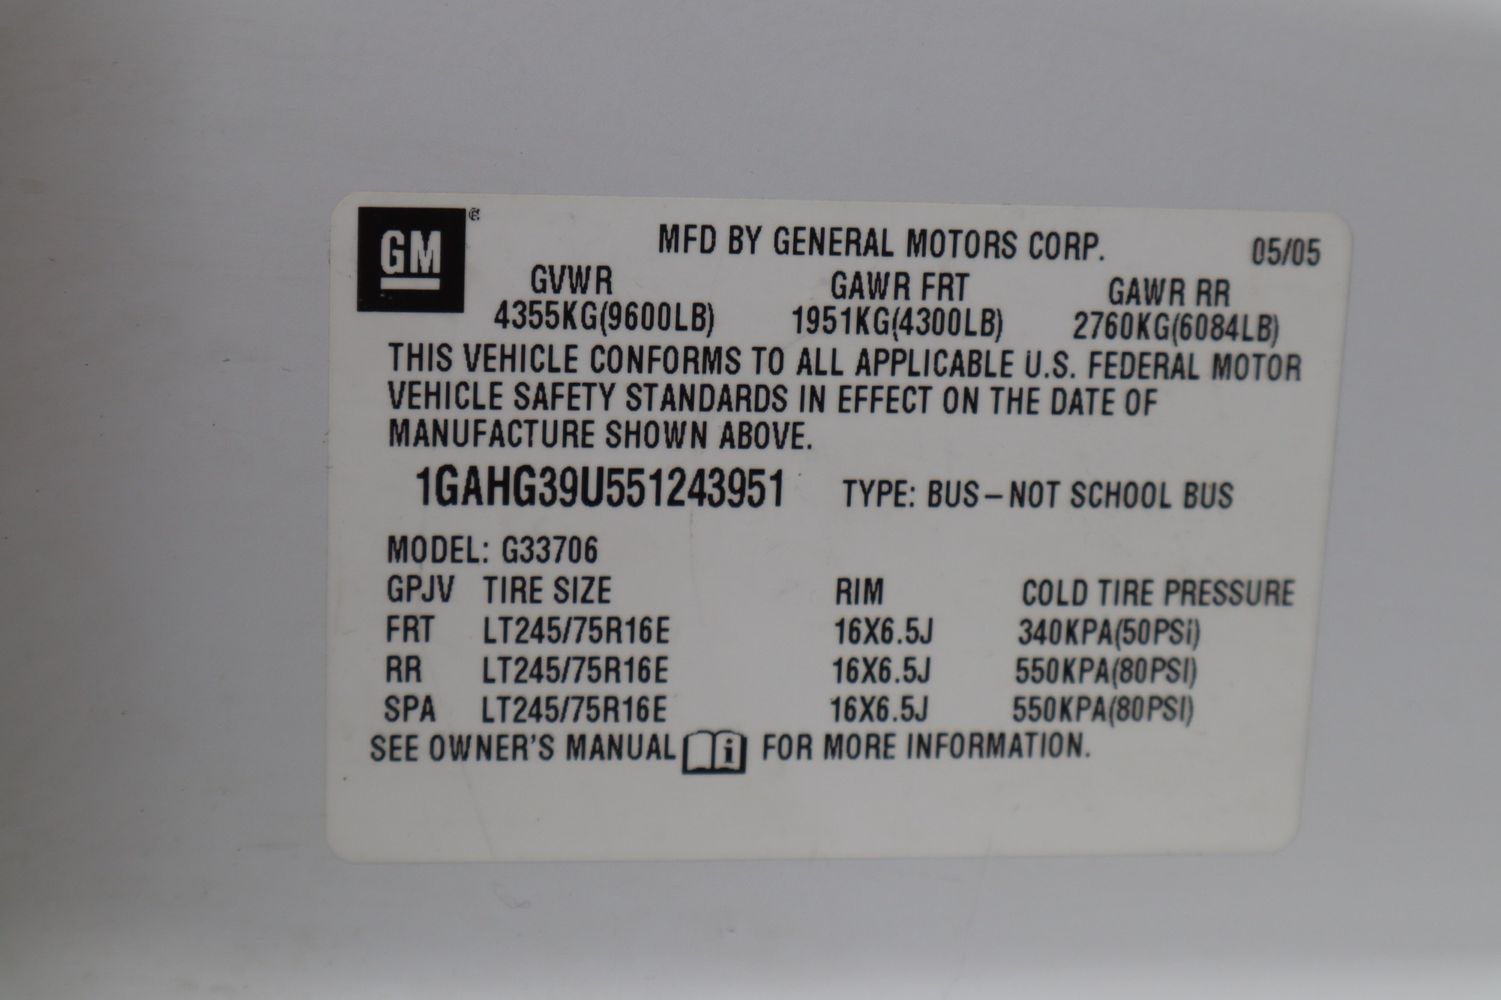 GM
MFD BY GENERAL MOTORS CORP. 05/05
GVWR GAWR FRT GAWR RR
4355KG(9600LB) 1951KG(4300LB) 2760KG(6084LB)
THIS VEHICLE CONFORMS TO ALL APPLICABLE U.S. FEDERAL MOTOR
VEHICLE SAFETY STANDARDS IN EFFECT ON THE DATE OF
MANUFACTURE SHOWN ABOVE.
1GAHG39U551243951 TYPE: BUS–NOT SCHOOL BUS
MODEL: G33706
GPJV TIRE SIZE RIM COLD TIRE PRESSURE
FRT LT245/75R16E 16X6.5J 340KPA(50PSi)
RR LT245/75R16E 16X6.5J 550KPA(80PSI)
SPA LT245/75R16E 16X6.5J 550KPA(80PSI)
SEE OWNER'S MANUAL i FOR MORE INFORMATION.